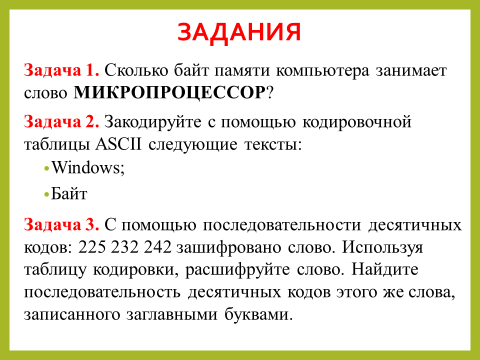 ЗАДАНИЯ
Задача 1. Сколько байт памяти компьютера занимает
слово МИКРОПРОЦЕССОР?
Задача 2. Закодируйте с помощью кодировочной
таблицы ASCII следующие тексты:
•Windows;
•Байт
Задача 3. С помощью последовательности десятичных
кодов: 225 232 242 зашифровано слово. Используя
таблицу кодировки, расшифруйте слово. Найдите
последовательность десятичных кодов этого же слова,
записанного заглавными буквами.